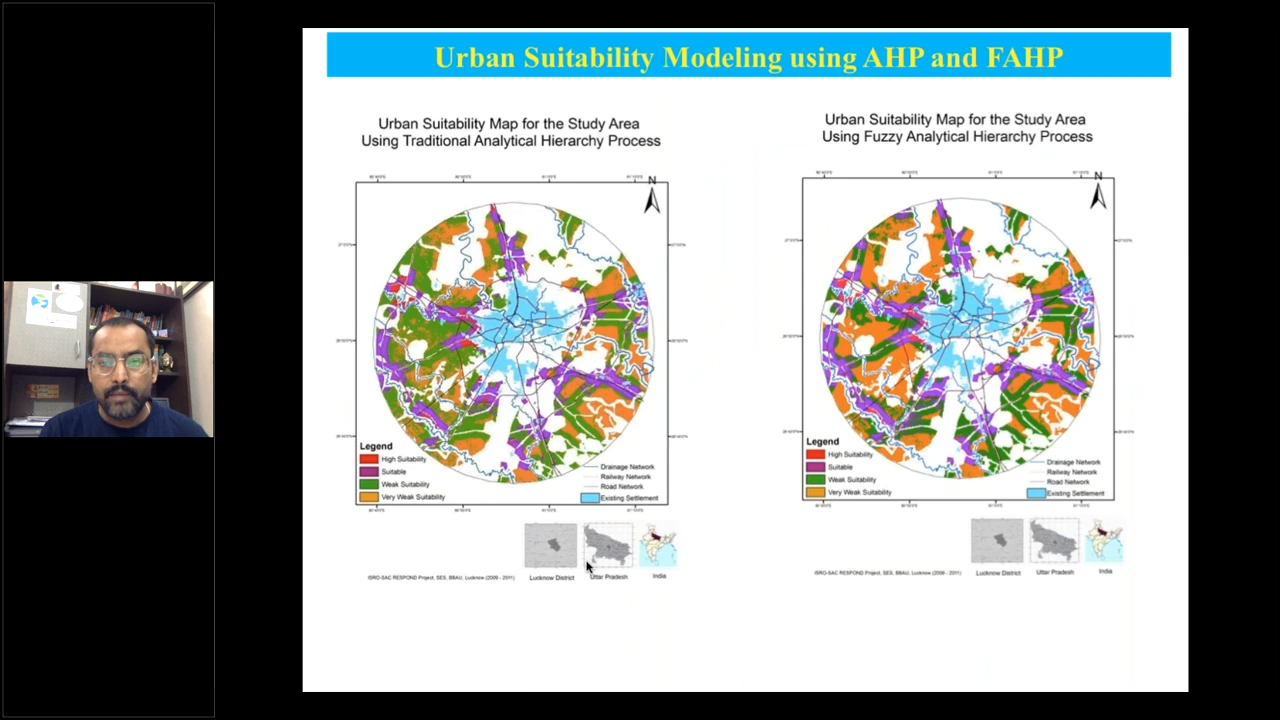 Urban Suitability Modeling using AHP and FAHP
Urban Suitability Map for the Study Area
Using Traditional Analytical Hierarchy Process
N
Legend
High Suitability
Suitable
Weak Suitability
Very Weak Suitability
Drainage Network
Railway Network
Road Network
Existing Settlement
ISRO-SAC RESPOND Project, SES, BBAU, Lucknow (2009 - 2011)
Lucknow District
Uttar Pradesh
India
Urban Suitability Map for the Study Area
Using Fuzzy Analytical Hierarchy Process
N
Legend
High Suitability
Suitable
Weak Suitability
Very Weak Suitability
Drainage Network
Railway Network
Road Network
Existing Settlement
ISRO-SAC RESPOND Project, SES, BBAU, Lucknow (2009 - 2011)
Lucknow District
Uttar Pradesh
India